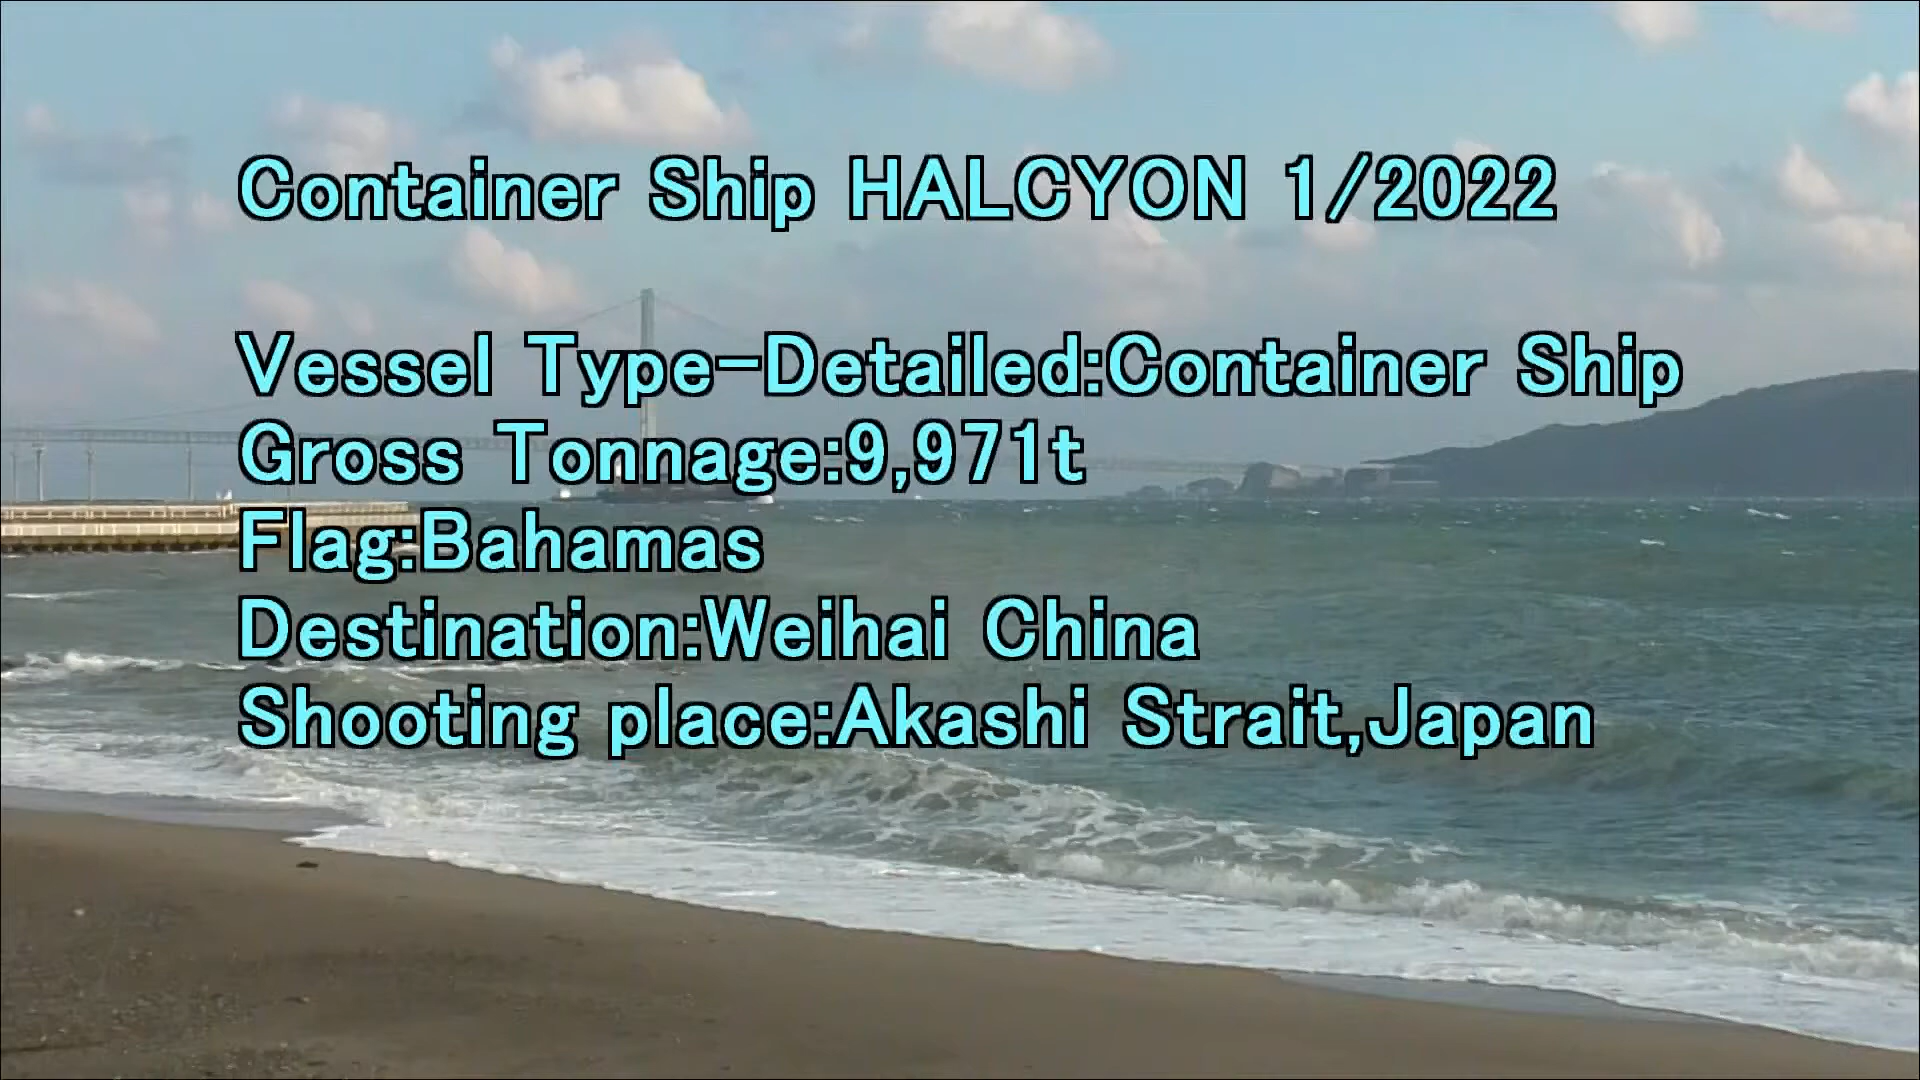 Container Ship HALCYON 1/2022
Vessel Type-Detailed:Container Ship
Gross Tonnage:9,971t
Flag:Bahamas
Destination:Weihai China
Shooting place:Akashi Strait,Japan